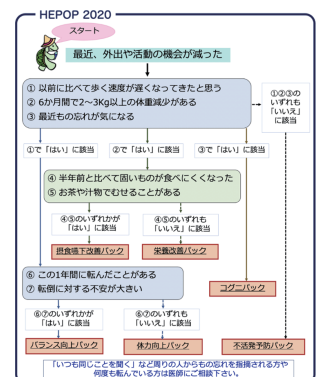 HEPOP 2020
スタート
最近、外出や活動の機会が減った
① 以前に比べて歩く速度が遅くなってきたと思う
② 6か月間で2〜3Kg以上の体重減少がある
③ 最近もの忘れが気になる
①②③の
いずれも
「いいえ」
に該当
①で「はい」に該当
②で「はい」に該当
③で「はい」に該当
④ 半年前と比べて固いものが食べにくくなった
⑤ お茶や汁物でむせることがある
④⑤のいずれかが
「はい」に該当
④⑤のいずれも
「いいえ」に該当
摂食嚥下改善パック
栄養改善パック
⑥ この1年間に転んだことがある
⑦ 転倒に対する不安が大きい
コグニパック
⑥⑦のいずれかが
「はい」に該当
⑥⑦のいずれも
「いいえ」に該当
バランス向上パック
体力向上パック
不活発予防パック
「いつも同じことを聞く」など周りの人からもの忘れを指摘される方や
何度も転んでいる方は医師にご相談下さい。